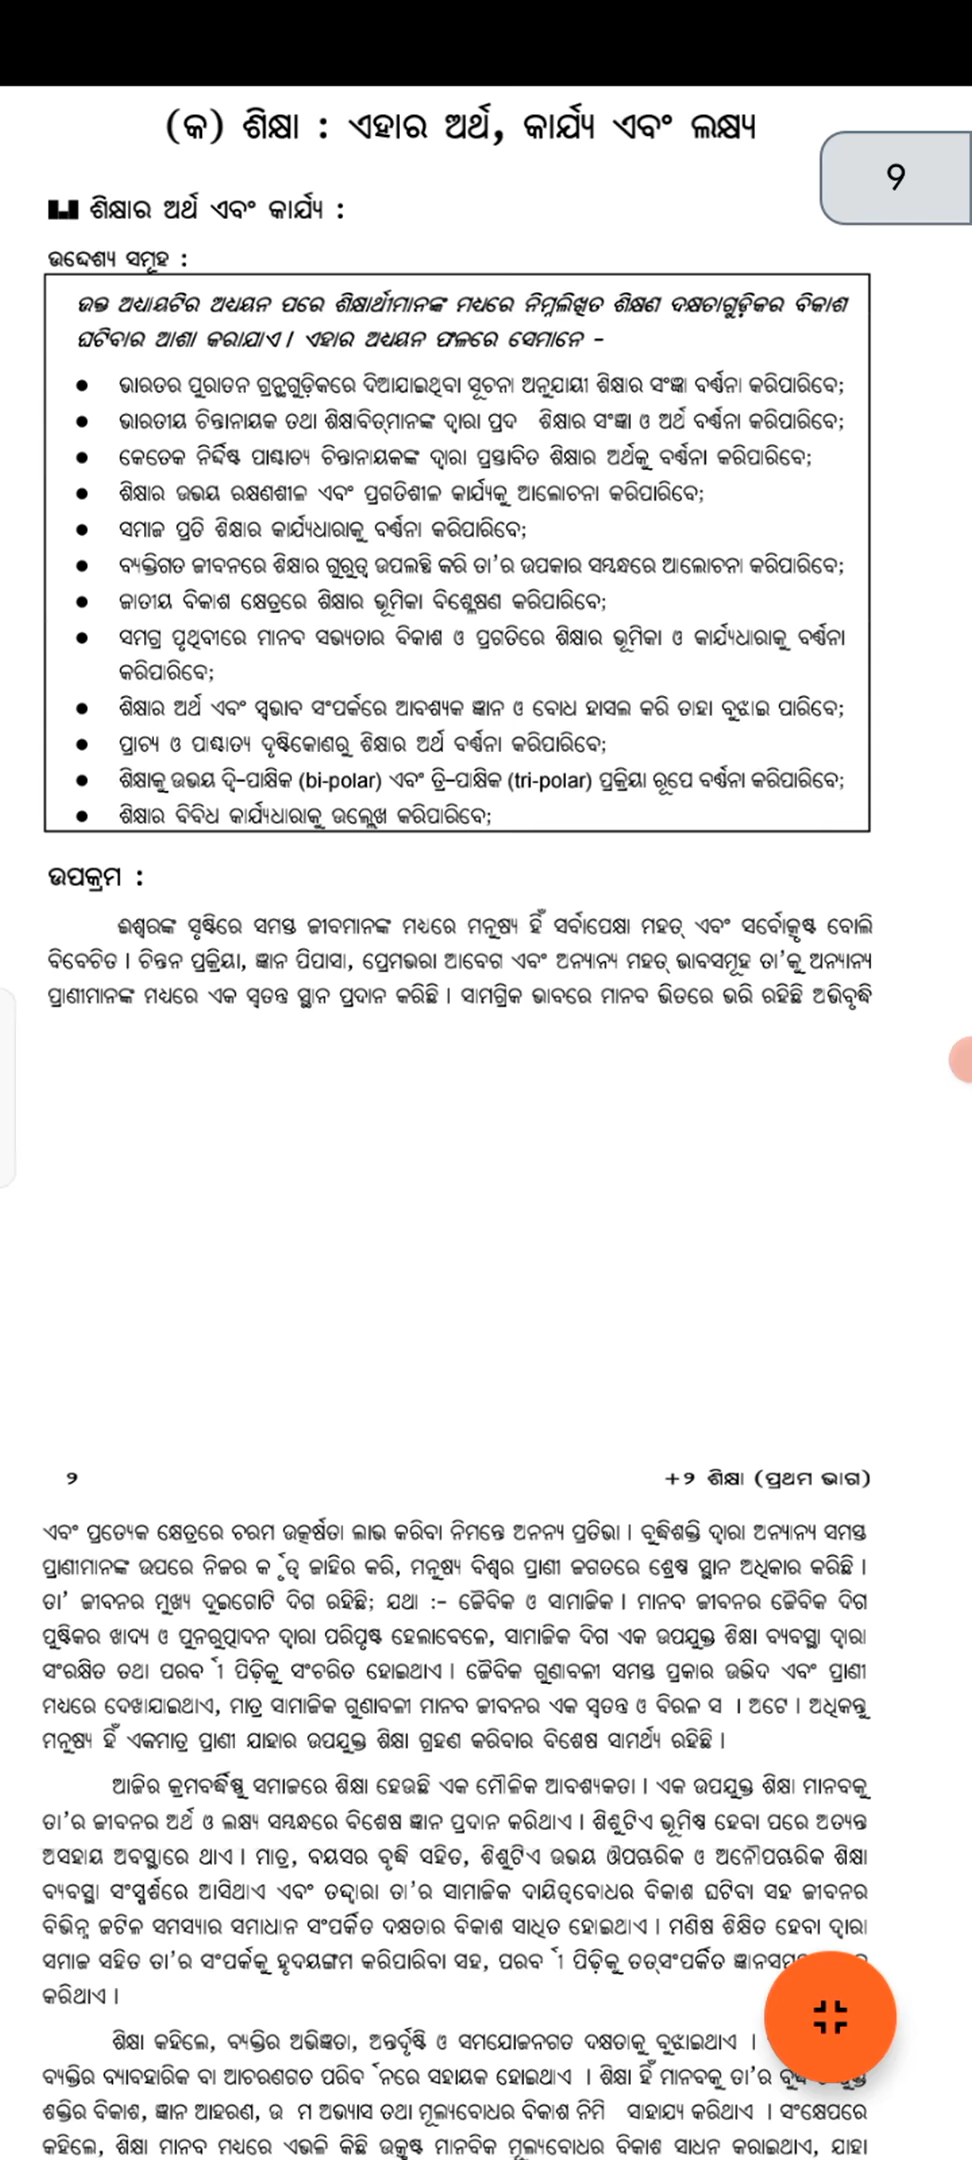 (କ) ଶିକ୍ଷା : ଏହାର ଅର୍ଥ, କାର୍ଯ୍ୟ ଏବଂ ଲକ୍ଷ୍ୟ
୨
ଶିକ୍ଷାର ଅର୍ଥ ଏବଂ କାର୍ଯ୍ୟ :
ଉଦ୍ଦେଶ୍ୟ ସମୂହ :
ଉକ୍ତ ଅଧ୍ୟାୟଟିର ଅଧ୍ୟୟନ ପରେ ଶିକ୍ଷାର୍ଥୀମାନଙ୍କ ମଧ୍ୟରେ ନିମ୍ନଲିଖିତ ଶିକ୍ଷଣ ଦକ୍ଷତାଗୁଡ଼ିକର ବିକାଶ
ଘଟିବାର ଆଶା କରାଯାଏ । ଏହାର ଅଧ୍ୟୟନ ଫଳରେ ସେମାନେ –
● ଭାରତର ପୁରାତନ ଗ୍ରନ୍ଥଗୁଡ଼ିକରେ ଦିଆଯାଇଥିବା ସୂଚନା ଅନୁଯାୟୀ ଶିକ୍ଷାର ସଂଜ୍ଞା ବର୍ଣ୍ଣନା କରିପାରିବେ;
● ଭାରତୀୟ ଚିନ୍ତାନାୟକ ତଥା ଶିକ୍ଷାବିତ୍‌ମାନଙ୍କ ଦ୍ୱାରା ପ୍ରଦ ଶିକ୍ଷାର ସଂଜ୍ଞା ଓ ଅର୍ଥ ବର୍ଣ୍ଣନା କରିପାରିବେ;
● କେତେକ ନିର୍ଦ୍ଦିଷ୍ଟ ପାଶ୍ଚାତ୍ୟ ଚିନ୍ତାନାୟକଙ୍କ ଦ୍ୱାରା ପ୍ରସ୍ତାବିତ ଶିକ୍ଷାର ଅର୍ଥକୁ ବର୍ଣ୍ଣନା କରିପାରିବେ;
● ଶିକ୍ଷାର ଉଭୟ ରକ୍ଷଣଶୀଳ ଏବଂ ପ୍ରଗତିଶୀଳ କାର୍ଯ୍ୟକୁ ଆଲୋଚନା କରିପାରିବେ;
● ସମାଜ ପ୍ରତି ଶିକ୍ଷାର କାର୍ଯ୍ୟଧାରାକୁ ବର୍ଣ୍ଣନା କରିପାରିବେ;
● ବ୍ୟକ୍ତିଗତ ଜୀବନରେ ଶିକ୍ଷାର ଗୁରୁତ୍ୱ ଉପଲବ୍ଧି କରି ତା’ର ଉପକାର ସମ୍ବନ୍ଧରେ ଆଲୋଚନା କରିପାରିବେ;
● ଜାତୀୟ ବିକାଶ କ୍ଷେତ୍ରରେ ଶିକ୍ଷାର ଭୂମିକା ବିଶ୍ଳେଷଣ କରିପାରିବେ;
● ସମଗ୍ର ପୃଥିବୀରେ ମାନବ ସଭ୍ୟତାର ବିକାଶ ଓ ପ୍ରଗତିରେ ଶିକ୍ଷାର ଭୂମିକା ଓ କାର୍ଯ୍ୟଧାରାକୁ ବର୍ଣ୍ଣନା
କରିପାରିବେ;
● ଶିକ୍ଷାର ଅର୍ଥ ଏବଂ ସ୍ୱଭାବ ସଂପର୍କରେ ଆବଶ୍ୟକ ଜ୍ଞାନ ଓ ବୋଧ ହାସଲ କରି ତାହା ବୁଝାଇ ପାରିବେ;
● ପ୍ରାଚ୍ୟ ଓ ପାଶ୍ଚାତ୍ୟ ଦୃଷ୍ଟିକୋଣରୁ ଶିକ୍ଷାର ଅର୍ଥ ବର୍ଣ୍ଣନା କରିପାରିବେ;
● ଶିକ୍ଷାକୁ ଉଭୟ ଦ୍ୱି–ପାକ୍ଷିକ (bi-polar) ଏବଂ ତ୍ରି–ପାକ୍ଷିକ (tri-polar) ପ୍ରକ୍ରିୟା ରୂପେ ବର୍ଣ୍ଣନା କରିପାରିବେ;
● ଶିକ୍ଷାର ବିବିଧ କାର୍ଯ୍ୟଧାରାକୁ ଉଲ୍ଲେଖ କରିପାରିବେ;
ଉପକ୍ରମ :
ଈଶ୍ୱରଙ୍କ ସୃଷ୍ଟିରେ ସମସ୍ତ ଜୀବମାନଙ୍କ ମଧ୍ୟରେ ମନୁଷ୍ୟ ହିଁ ସର୍ବାପେକ୍ଷା ମହତ୍ ଏବଂ ସର୍ବୋତ୍କୃଷ୍ଟ ବୋଲି
ବିବେଚିତ । ଚିନ୍ତନ ପ୍ରକ୍ରିୟା, ଜ୍ଞାନ ପିପାସା, ପ୍ରେମଭରା ଆବେଗ ଏବଂ ଅନ୍ୟାନ୍ୟ ମହତ୍ ଭାବସମୂହ ତା’କୁ ଅନ୍ୟାନ୍ୟ
ପ୍ରାଣୀମାନଙ୍କ ମଧ୍ୟରେ ଏକ ସ୍ୱତନ୍ତ୍ର ସ୍ଥାନ ପ୍ରଦାନ କରିଛି । ସାମଗ୍ରିକ ଭାବରେ ମାନବ ଭିତରେ ଭରି ରହିଛି ଅଭିବୃଦ୍ଧି
୨ +୨ ଶିକ୍ଷା (ପ୍ରଥମ ଭାଗ)
ଏବଂ ପ୍ରତ୍ୟେକ କ୍ଷେତ୍ରରେ ଚରମ ଉତ୍କର୍ଷତା ଲାଭ କରିବା ନିମନ୍ତେ ଅନନ୍ୟ ପ୍ରତିଭା । ବୁଦ୍ଧିଶକ୍ତି ଦ୍ୱାରା ଅନ୍ୟାନ୍ୟ ସମସ୍ତ
ପ୍ରାଣୀମାନଙ୍କ ଉପରେ ନିଜର ଜାହିର କରି, ମନୁଷ୍ୟ ବିଶ୍ୱର ପ୍ରାଣୀ ଜଗତରେ ଶ୍ରେଷ୍ଠ ସ୍ଥାନ ଅଧିକାର କରିଛି ।
ତା’ ଜୀବନର ମୁଖ୍ୟ ଦୁଇଗୋଟି ଦିଗ ରହିଛି; ଯଥା :– ଜୈବିକ ଓ ସାମାଜିକ । ମାନବ ଜୀବନର ଜୈବିକ ଦିଗ
ପୁଷ୍ଟିକର ଖାଦ୍ୟ ଓ ପୁନରୁତ୍ପାଦନ ଦ୍ୱାରା ପରିପୃଷ୍ଟ ହେଲାବେଳେ, ସାମାଜିକ ଦିଗ ଏକ ଉପଯୁକ୍ତ ଶିକ୍ଷା ବ୍ୟବସ୍ଥା ଦ୍ୱାରା
ସଂରକ୍ଷିତ ତଥା ପିଢ଼ିକୁ ସଂଚରିତ ହୋଇଥାଏ । ଜୈବିକ ଗୁଣାବଳୀ ସମସ୍ତ ପ୍ରକାର ଉଦ୍ଭିଦ ଏବଂ ପ୍ରାଣୀ
ମଧ୍ୟରେ ଦେଖାଯାଇଥାଏ, ମାତ୍ର ସାମାଜିକ ଗୁଣାବଳୀ ମାନବ ଜୀବନର ଏକ ସ୍ୱତନ୍ତ୍ର ଓ ବିରଳ ସ । ଅଟେ । ଅଧିକନ୍ତୁ
ମନୁଷ୍ୟ ହିଁ ଏକମାତ୍ର ପ୍ରାଣୀ ଯାହାର ଉପଯୁକ୍ତ ଶିକ୍ଷା ଗ୍ରହଣ କରିବାର ବିଶେଷ ସାମର୍ଥ୍ୟ ରହିଛି ।
ଆଜିର କ୍ରମବର୍ଦ୍ଧିଷ୍ଣୁ ସମାଜରେ ଶିକ୍ଷା ହେଉଛି ଏକ ମୌଳିକ ଆବଶ୍ୟକତା । ଏକ ଉପଯୁକ୍ତ ଶିକ୍ଷା ମାନବକୁ
ତା’ର ଜୀବନର ଅର୍ଥ ଓ ଲକ୍ଷ୍ୟ ସମ୍ବନ୍ଧରେ ବିଶେଷ ଜ୍ଞାନ ପ୍ରଦାନ କରିଥାଏ । ଶିଶୁଟିଏ ଭୂମିଷ୍ଠ ହେବା ପରେ ଅତ୍ୟନ୍ତ
ଅସହାୟ ଅବସ୍ଥାରେ ଥାଏ । ମାତ୍ର, ବୟସର ବୃଦ୍ଧି ସହିତ, ଶିଶୁଟିଏ ଉଭୟ ଔପଚ୍ଚାରିକ ଓ ଅନୌପଚ୍ଚାରିକ ଶିକ୍ଷା
ବ୍ୟବସ୍ଥା ସଂସ୍ପର୍ଶରେ ଆସିଥାଏ ଏବଂ ତଦ୍ୱାରା ତା’ର ସାମାଜିକ ଦାୟିତ୍ୱବୋଧର ବିକାଶ ଘଟିବା ସହ ଜୀବନର
ବିଭିନ୍ନ ଜଟିଳ ସମସ୍ୟାର ସମାଧାନ ସଂପର୍କିତ ଦକ୍ଷତାର ବିକାଶ ସାଧିତ ହୋଇଥାଏ । ମଣିଷ ଶିକ୍ଷିତ ହେବା ଦ୍ୱାରା
ସମାଜ ସହିତ ତା’ର ସଂପର୍କକୁ ହୃଦୟଙ୍ଗମ କରିପାରିବା ସହ, ପିଢ଼ିକୁ ତତ୍‌ସଂପର୍କିତ
କରିଥାଏ ।
ଶିକ୍ଷା କହିଲେ, ବ୍ୟକ୍ତିର ଅଭିଜ୍ଞତା, ଅନ୍ତର୍ଦୃଷ୍ଟି ଓ ସମଯୋଜନଗତ ଦକ୍ଷତାକୁ ବୁଝାଇଥାଏ ।
ବ୍ୟକ୍ତିର ବ୍ୟାବହାରିକ ବା ଆଚରଣଗତ ସହାୟକ ହୋଇଥାଏ । ଶିକ୍ଷା ହିଁ ମାନବକୁ ତା’ର
ଶକ୍ତିର ବିକାଶ, ଜ୍ଞାନ ଆହରଣ, ଉ ମ ଅଭ୍ୟାସ ତଥା ମୂଲ୍ୟବୋଧର ବିକାଶ ନିମି ସାହାଯ୍ୟ କରିଥାଏ । ସଂକ୍ଷେପରେ
କହିଲେ, ଶିକ୍ଷା ମାନବ ମଧ୍ୟରେ ଏଭଳି କିଛି ଉତ୍କୃଷ୍ଟ ମାନବିକ ମୂଲ୍ୟବୋଧର ବିକାଶ ସାଧନ କରାଇଥାଏ, ଯାହା